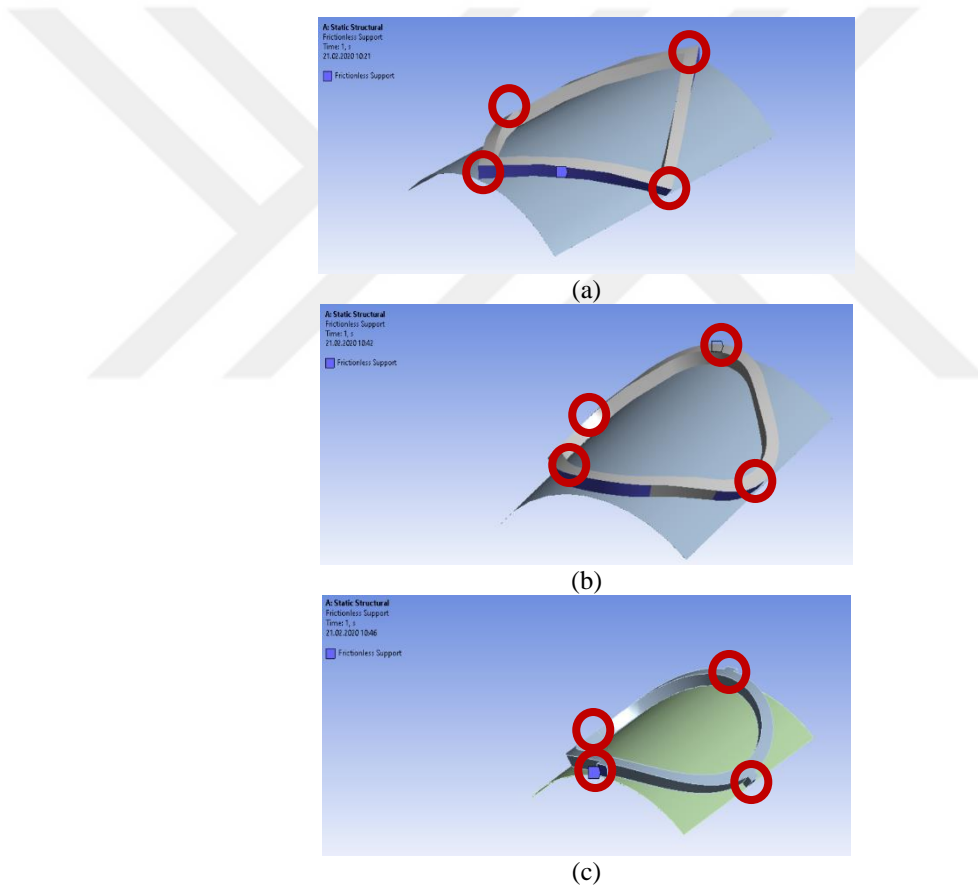 A: Static Structural
Frictionless Support
Time: 1, s
21.02.2020 10:21
Frictionless Support
(a)
A: Static Structural
Frictionless Support
Time: 1, s
21.02.2020 10:42
Frictionless Support
(b)
A: Static Structural
Frictionless Support
Time: 1, s
21.02.2020 10:46
Frictionless Support
(c)